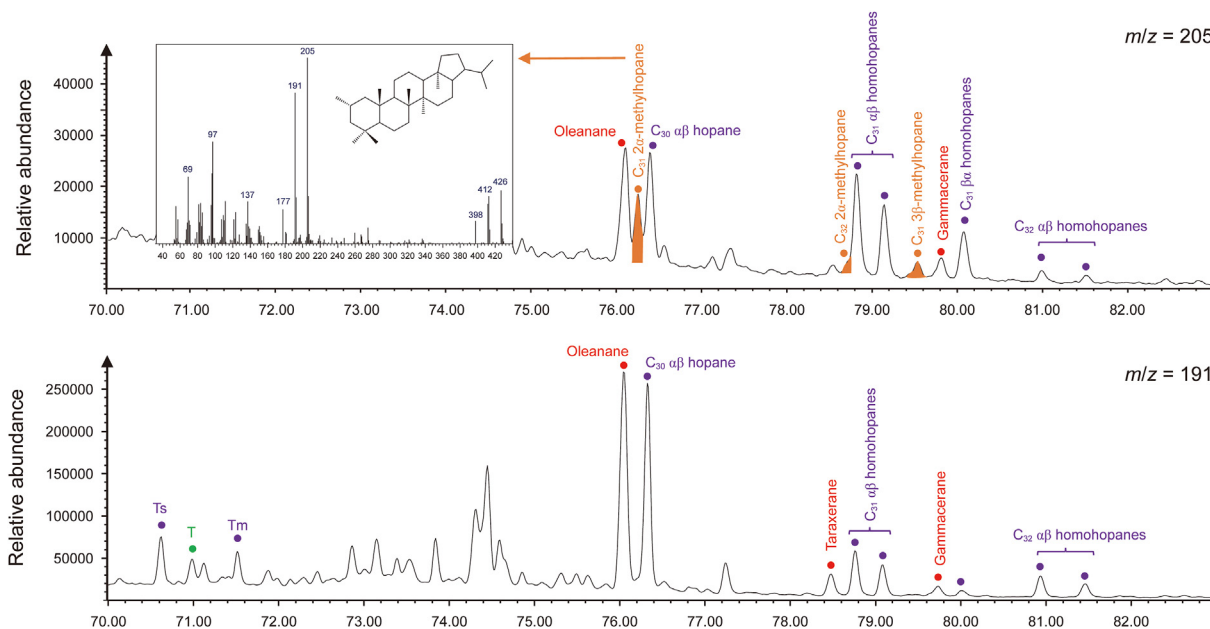 m/z = 205
Relative abundance
40000
30000
20000
10000
205
191
97
69
137
177
398
412
426
40 60 80 100 120 140 160 180 200 220 240 260 280 300 320 340 360 380 400 420
Oleanane
C31 2α-methylhopane
C30 αβ hopane
C32 2α-methylhopane
C31 αβ homohopanes
C31 3β-methylhopane
Gammacerane
C31 βα homohopanes
C32 αβ homohopanes
70.00 71.00 72.00 73.00 74.00 75.00 76.00 77.00 78.00 79.00 80.00 81.00 82.00
m/z = 191
Relative abundance
250000
200000
150000
100000
50000
Ts
T
Tm
Oleanane
C30 αβ hopane
Taraxerane
C31 αβ homohopanes
Gammacerane
C32 αβ homohopanes
70.00 71.00 72.00 73.00 74.00 75.00 76.00 77.00 78.00 79.00 80.00 81.00 82.00